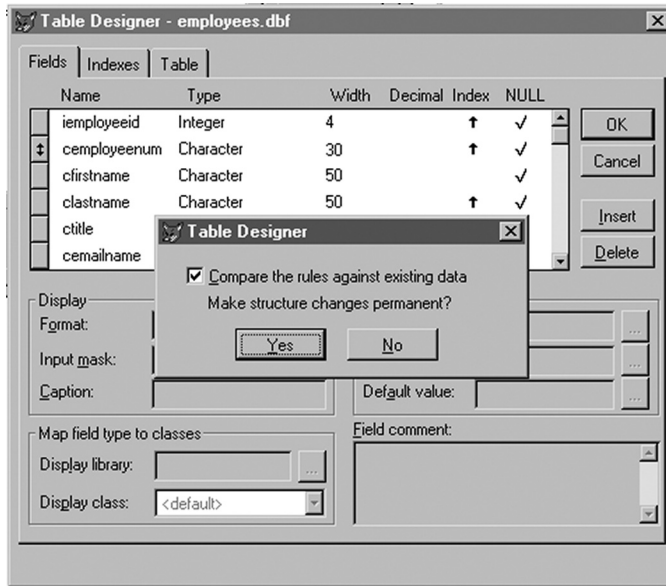 Table Designer - employees.dbf
Fields Indexes Table
Name Type Width Decimal Index NULL
iemployeeid Integer 4
cemployeenum Character 30
cfirstname Character 50
clastname Character 50
ctitle
cemailname
OK
Cancel
Insert
Delete
Table Designer
Compare the rules against existing data
Make structure changes permanent?
Yes No
Display
Format:
Input mask:
Caption:
Default value:
...
...
...
Map field type to classes
Display library:
...
Display class: <default>
Field comment: